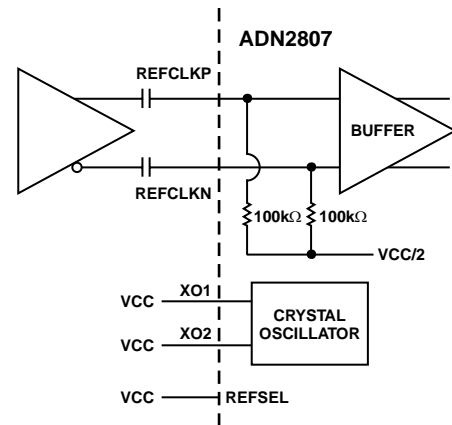 ADN2807
REFCLKP
BUFFER
REFCLKN
100kΩ 100kΩ
VCC/2
VCC XO1
CRYSTAL
OSCILLATOR
VCC XO2
VCC REFSEL